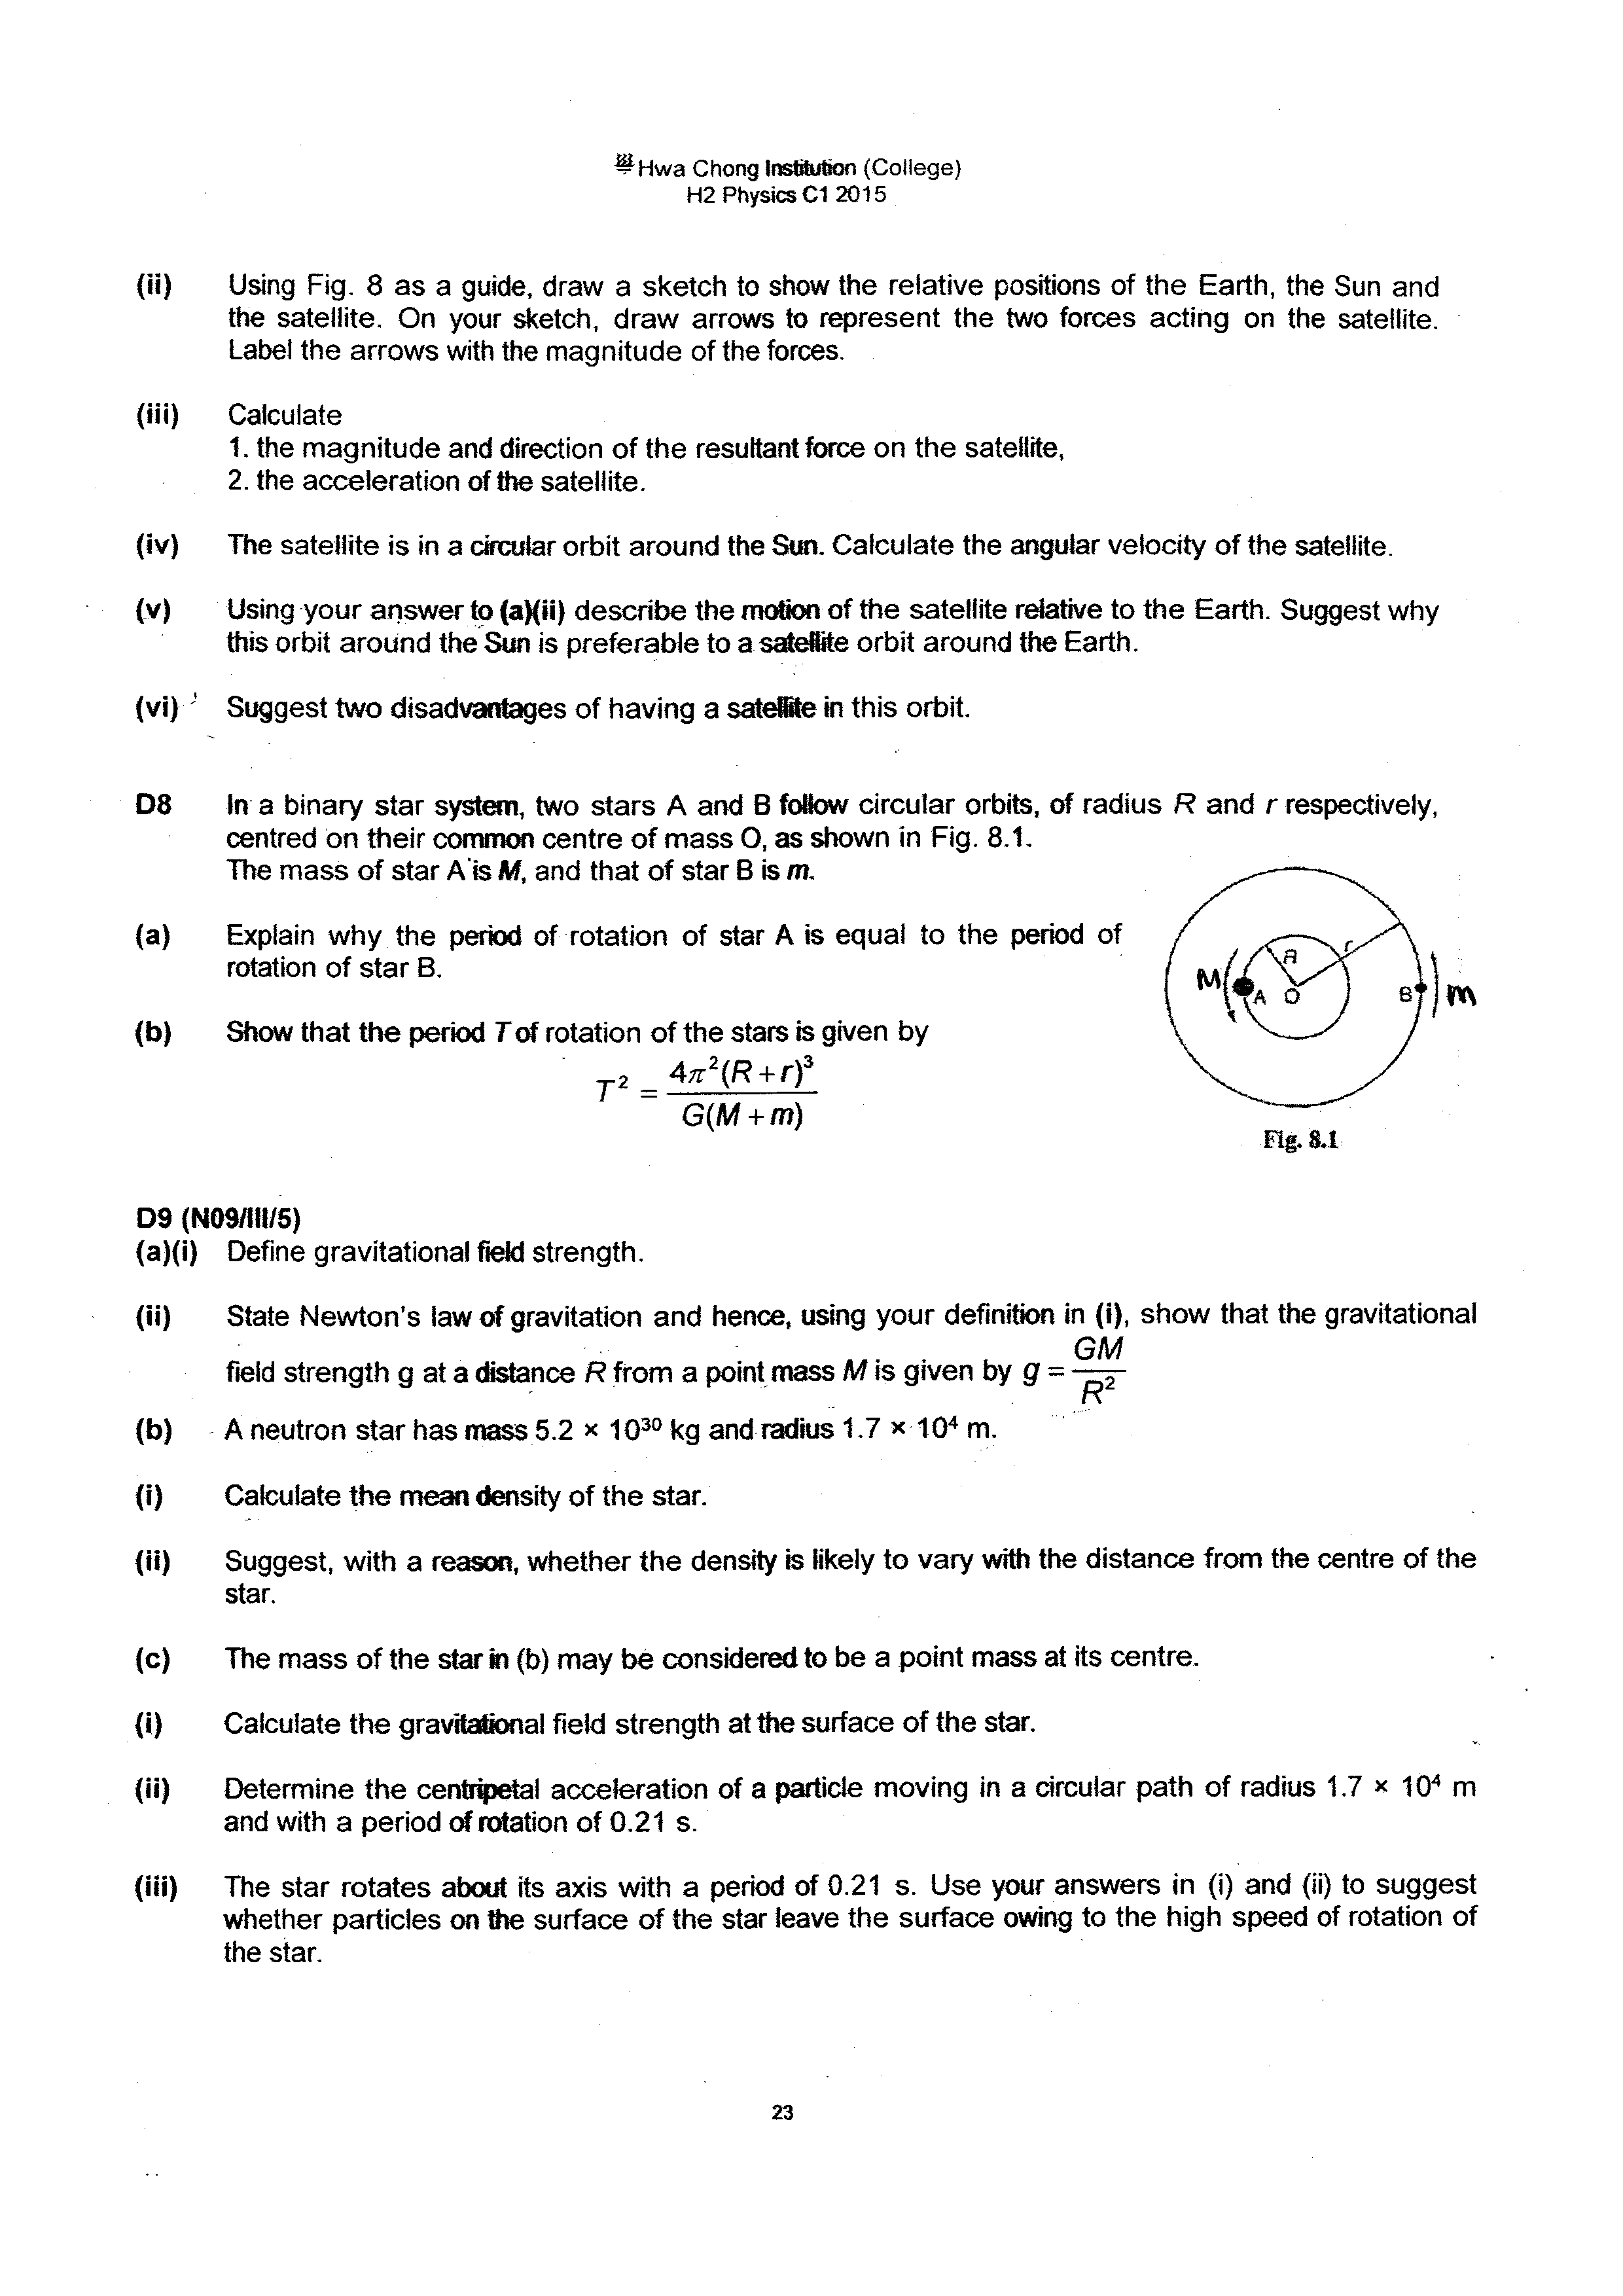 Hwa Chong Institution (College)
H2 Physics C1 2015
(ii) Using Fig. 8 as a guide, draw a sketch to show the relative positions of the Earth, the Sun and
the satellite. On your sketch, draw arrows to represent the two forces acting on the satellite.
Label the arrows with the magnitude of the forces.
(iii) Calculate
1. the magnitude and direction of the resultant force on the satellite,
2. the acceleration of the satellite.
(iv) The satellite is in a circular orbit around the Sun. Calculate the angular velocity of the satellite.
(v) Using your answer to (a)(ii) describe the motion of the satellite relative to the Earth. Suggest why
this orbit around the Sun is preferable to a satellite orbit around the Earth.
(vi) Suggest two disadvantages of having a satellite in this orbit.
D8 In a binary star system, two stars A and B follow circular orbits, of radius R and r respectively,
centred on their common centre of mass O, as shown in Fig. 8.1.
The mass of star A is M, and that of star B is m.
(a) Explain why the period of rotation of star A is equal to the period of
rotation of star B.
(b) Show that the period T of rotation of the stars is given by
T² = 4π²(R + r)³ / G(M + m)
M A R O r B m
Fig. 8.1
D9 (N09/III/5)
(a)(i) Define gravitational field strength.
(ii) State Newton's law of gravitation and hence, using your definition in (i), show that the gravitational
field strength g at a distance R from a point mass M is given by g = GM / R²
(b) A neutron star has mass 5.2 × 10³⁰ kg and radius 1.7 × 10⁴ m.
(i) Calculate the mean density of the star.
(ii) Suggest, with a reason, whether the density is likely to vary with the distance from the centre of the
star.
(c) The mass of the star in (b) may be considered to be a point mass at its centre.
(i) Calculate the gravitational field strength at the surface of the star.
(ii) Determine the centripetal acceleration of a particle moving in a circular path of radius 1.7 × 10⁴ m
and with a period of rotation of 0.21 s.
(iii) The star rotates about its axis with a period of 0.21 s. Use your answers in (i) and (ii) to suggest
whether particles on the surface of the star leave the surface owing to the high speed of rotation of
the star.
23